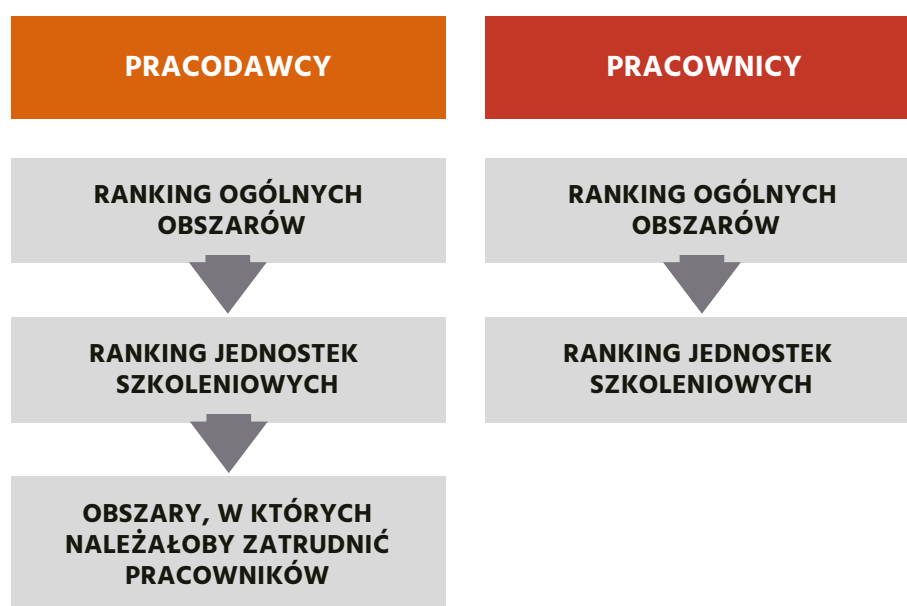 PRACODAWCY
RANKING OGÓLNYCH
OBSZARÓW
RANKING JEDNOSTEK
SZKOLENIOWYCH
OBSZARY, W KTÓRYCH
NALEŻAŁOBY ZATRUDNIĆ
PRACOWNIKÓW
PRACOWNICY
RANKING OGÓLNYCH
OBSZARÓW
RANKING JEDNOSTEK
SZKOLENIOWYCH